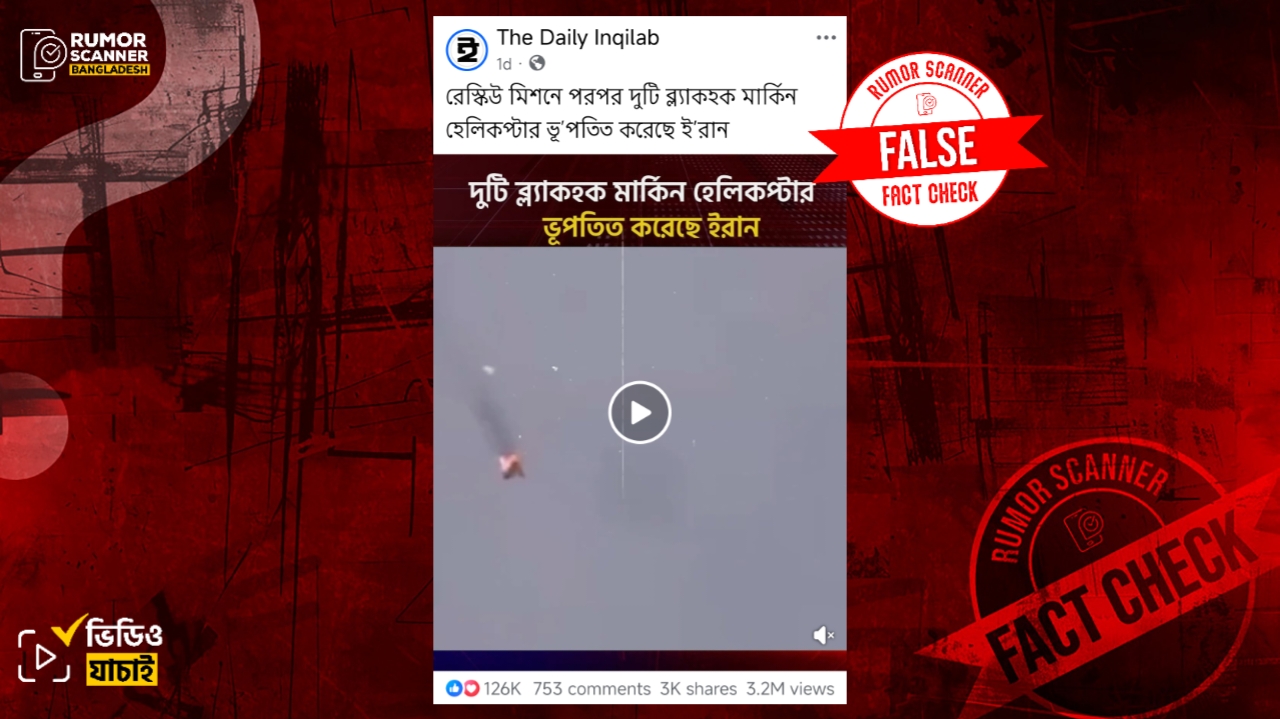 RUMOR
SCANNER
BANGLADESH
The Daily Inqilab
1d ·
রেস্কিউ মিশনে পরপর দুটি ব্ল্যাকহক মার্কিন
হেলিকপ্টার ভূ'পতিত করেছে ই'রান
দুটি ব্ল্যাকহক মার্কিন হেলিকপ্টার
ভূপতিত করেছে ইরান
RUMOR SCANNER
FALSE
FACT CHECK
RUMOR SCANNER
FACT CHECK
ভিডিও
যাচাই
126K 753 comments 3K shares 3.2M views